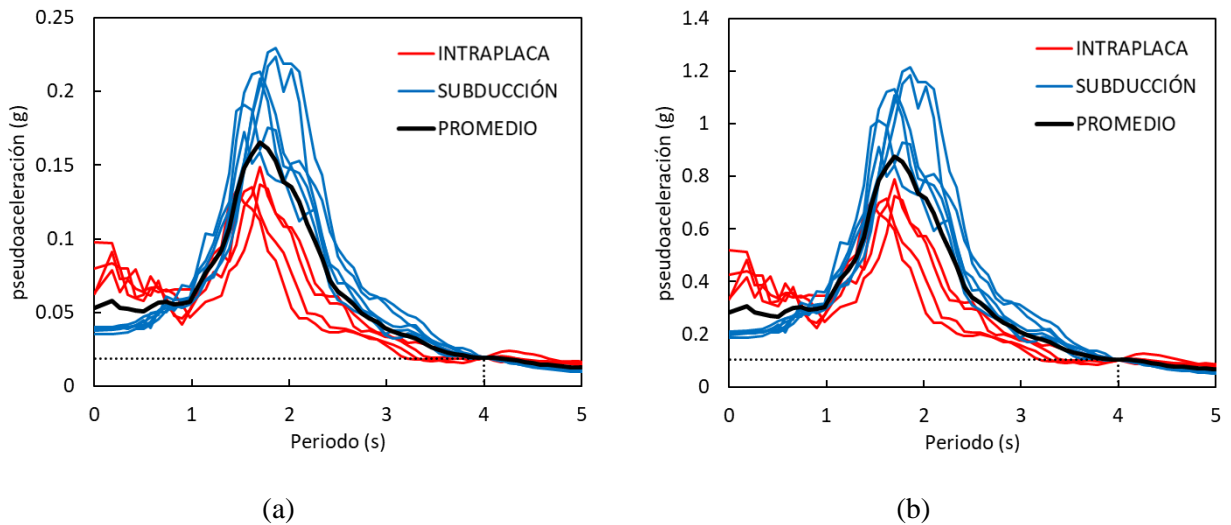 0.25
0.2
0.15
0.1
0.05
0
pseudoaceleración (g)
INTRAPLACA
SUBDUCCIÓN
PROMEDIO
0 1 2 3 4 5
Periodo (s)
(a)
1.4
1.2
1
0.8
0.6
0.4
0.2
0
pseudoaceleración (g)
INTRAPLACA
SUBDUCCIÓN
PROMEDIO
0 1 2 3 4 5
Periodo (s)
(b)